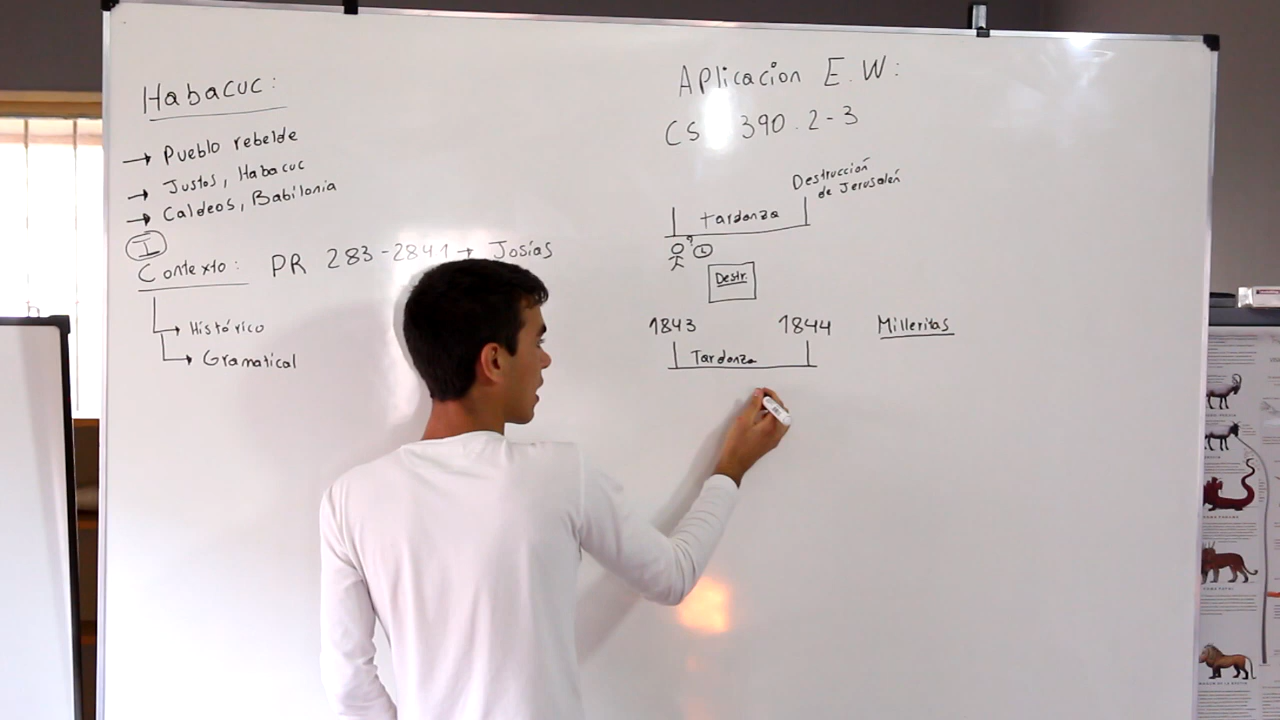 Habacuc:
→ Pueblo rebelde
→ Justos, Habacuc
→ Caldeos, Babilonia
I
Contexto: PR 283-284 → Josías
→ Histórico
→ Gramatical
Aplicacion E.W:
CS 390.2-3
Destrucción
de Jerusalén
tardanza
?
Destr.
1843 1844 Milleritas
Tardanza